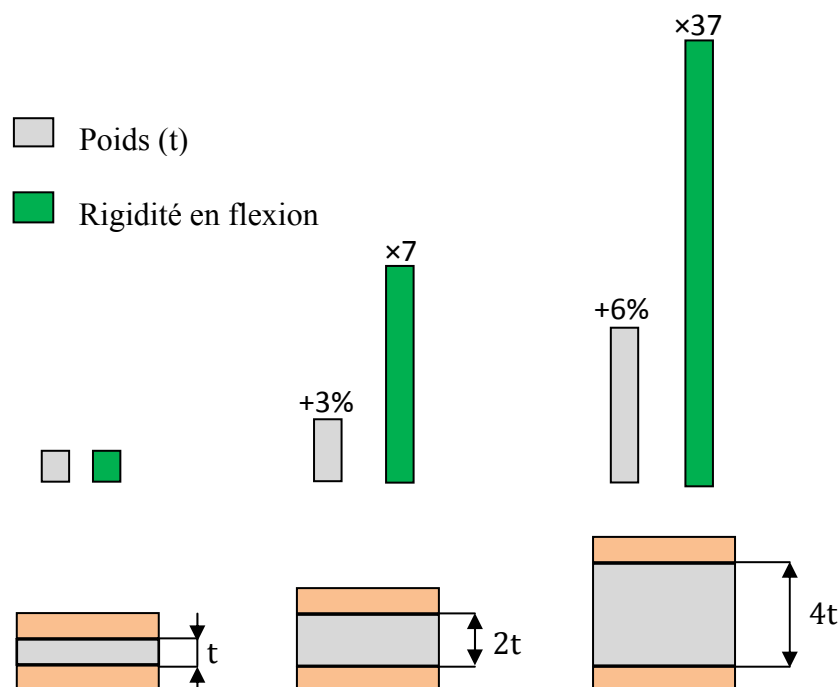 ×37
Poids (t)
Rigidité en flexion
×7
+6%
+3%
t
2t
4t